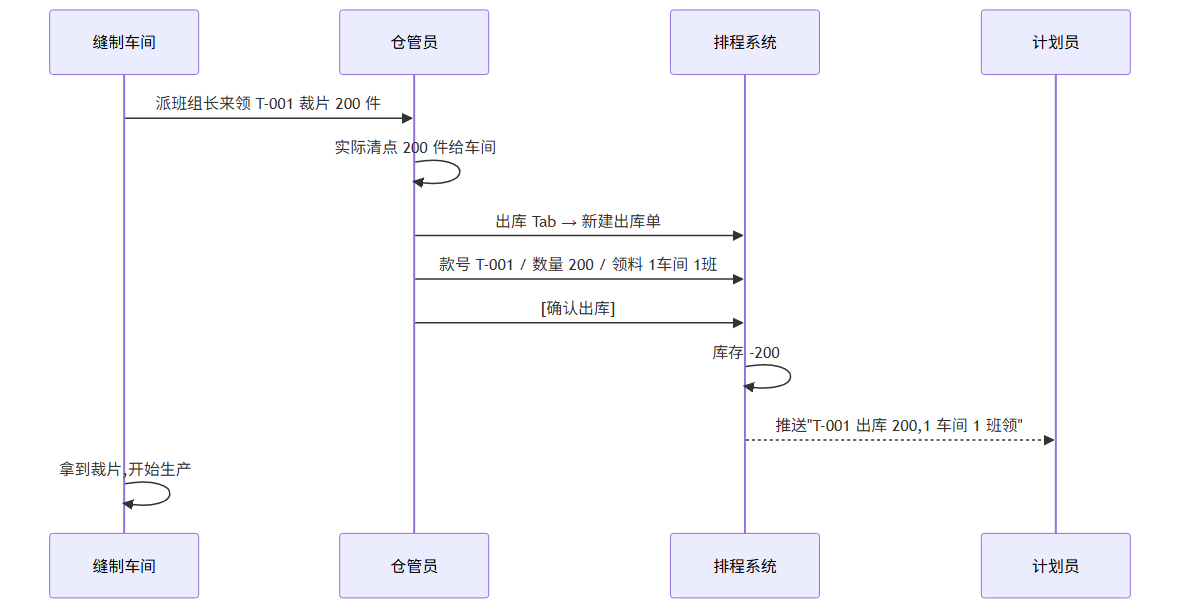 缝制车间
仓管员
排程系统
计划员
派班组长来领 T-001 裁片 200 件
实际清点 200 件给车间
出库 Tab → 新建出库单
款号 T-001 / 数量 200 / 领料 1车间 1班
[确认出库]
库存 -200
推送"T-001 出库 200,1 车间 1 班领"
拿到裁片,开始生产
缝制车间
仓管员
排程系统
计划员